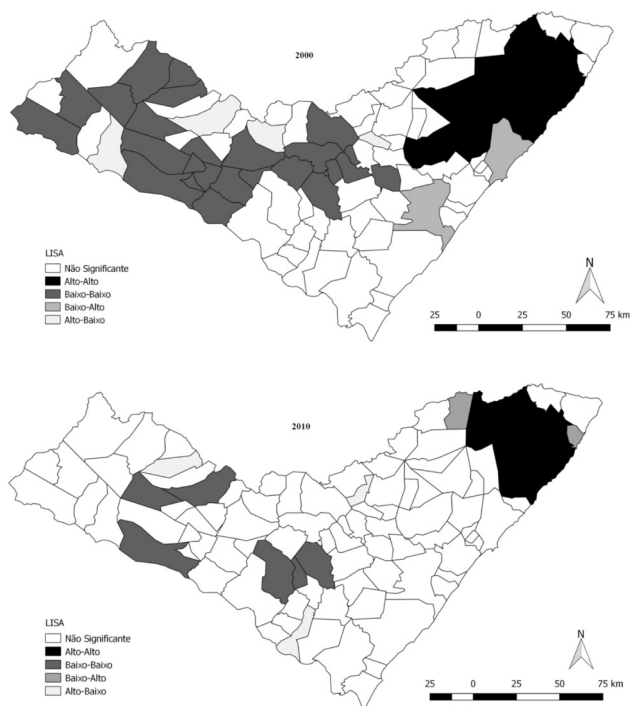 2000
LISA
Não Significante
Alto-Alto
Baixo-Baixo
Baixo-Alto
Alto-Baixo
N
25 0 25 50 75 km
2010
LISA
Não Significante
Alto-Alto
Baixo-Baixo
Baixo-Alto
Alto-Baixo
N
25 0 25 50 75 km